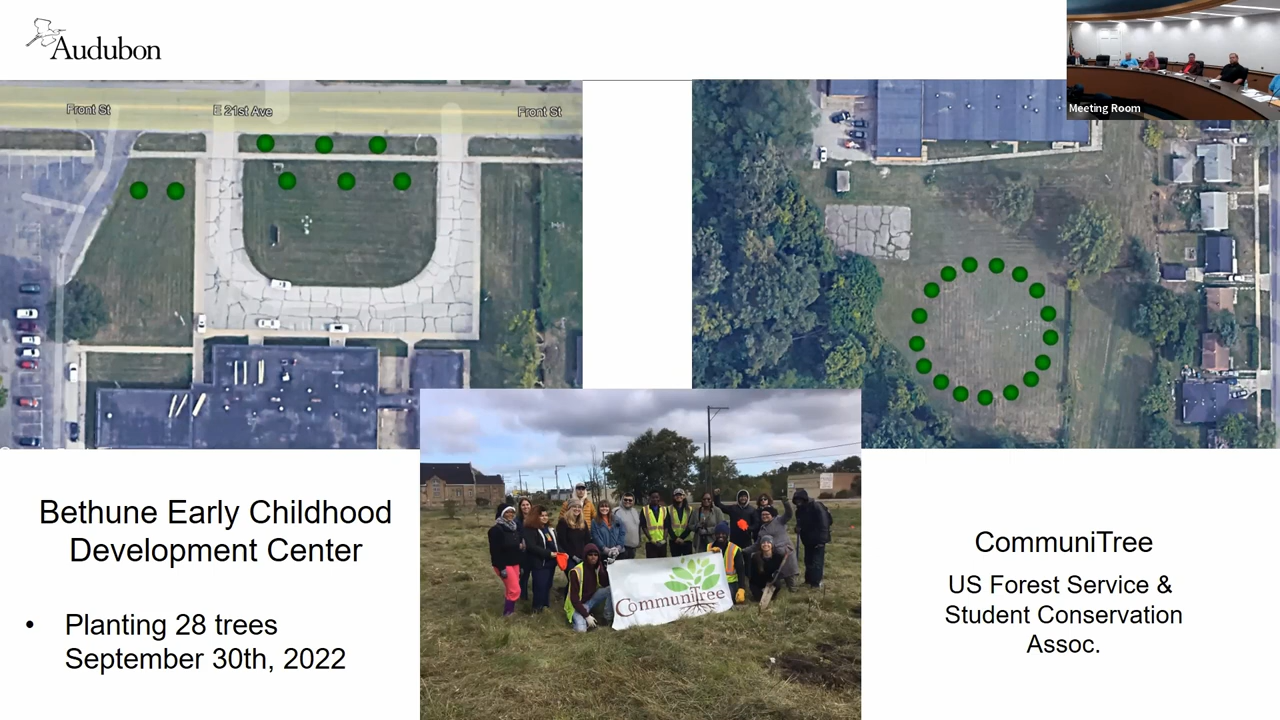 Audubon
Meeting Room
Front St
E 21st Ave
Front St
CommuniTree
Bethune Early Childhood
Development Center
• Planting 28 trees
September 30th, 2022
CommuniTree
US Forest Service &
Student Conservation
Assoc.